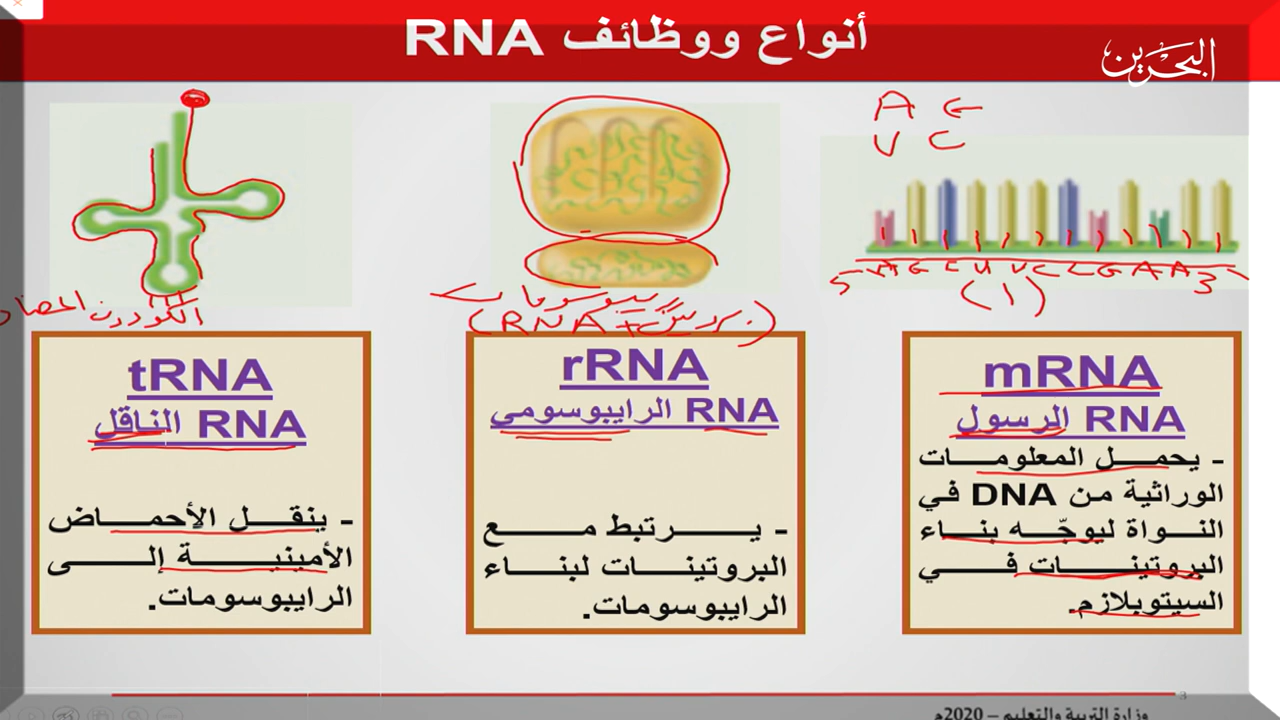 أنواع ووظائف RNA
البحرين
A
U C
5 A G C U U C C G A A 3
(1)
mRNA
RNA الرسول
- يحمل المعلومات
الوراثية من DNA في
النواة ليوجّه بناء
البروتينات في
السيتوبلازم.
رايبوسومات
(بروتين + RNA)
rRNA
RNA الرايبوسومي
- يرتبط مع
البروتينات لبناء
الرايبوسومات.
الكودون المضاد
tRNA
RNA الناقل
- ينقل الأحماض
الأمينية إلى
الرايبوسومات.
3
وزارة التربية والتعليم – 2020م